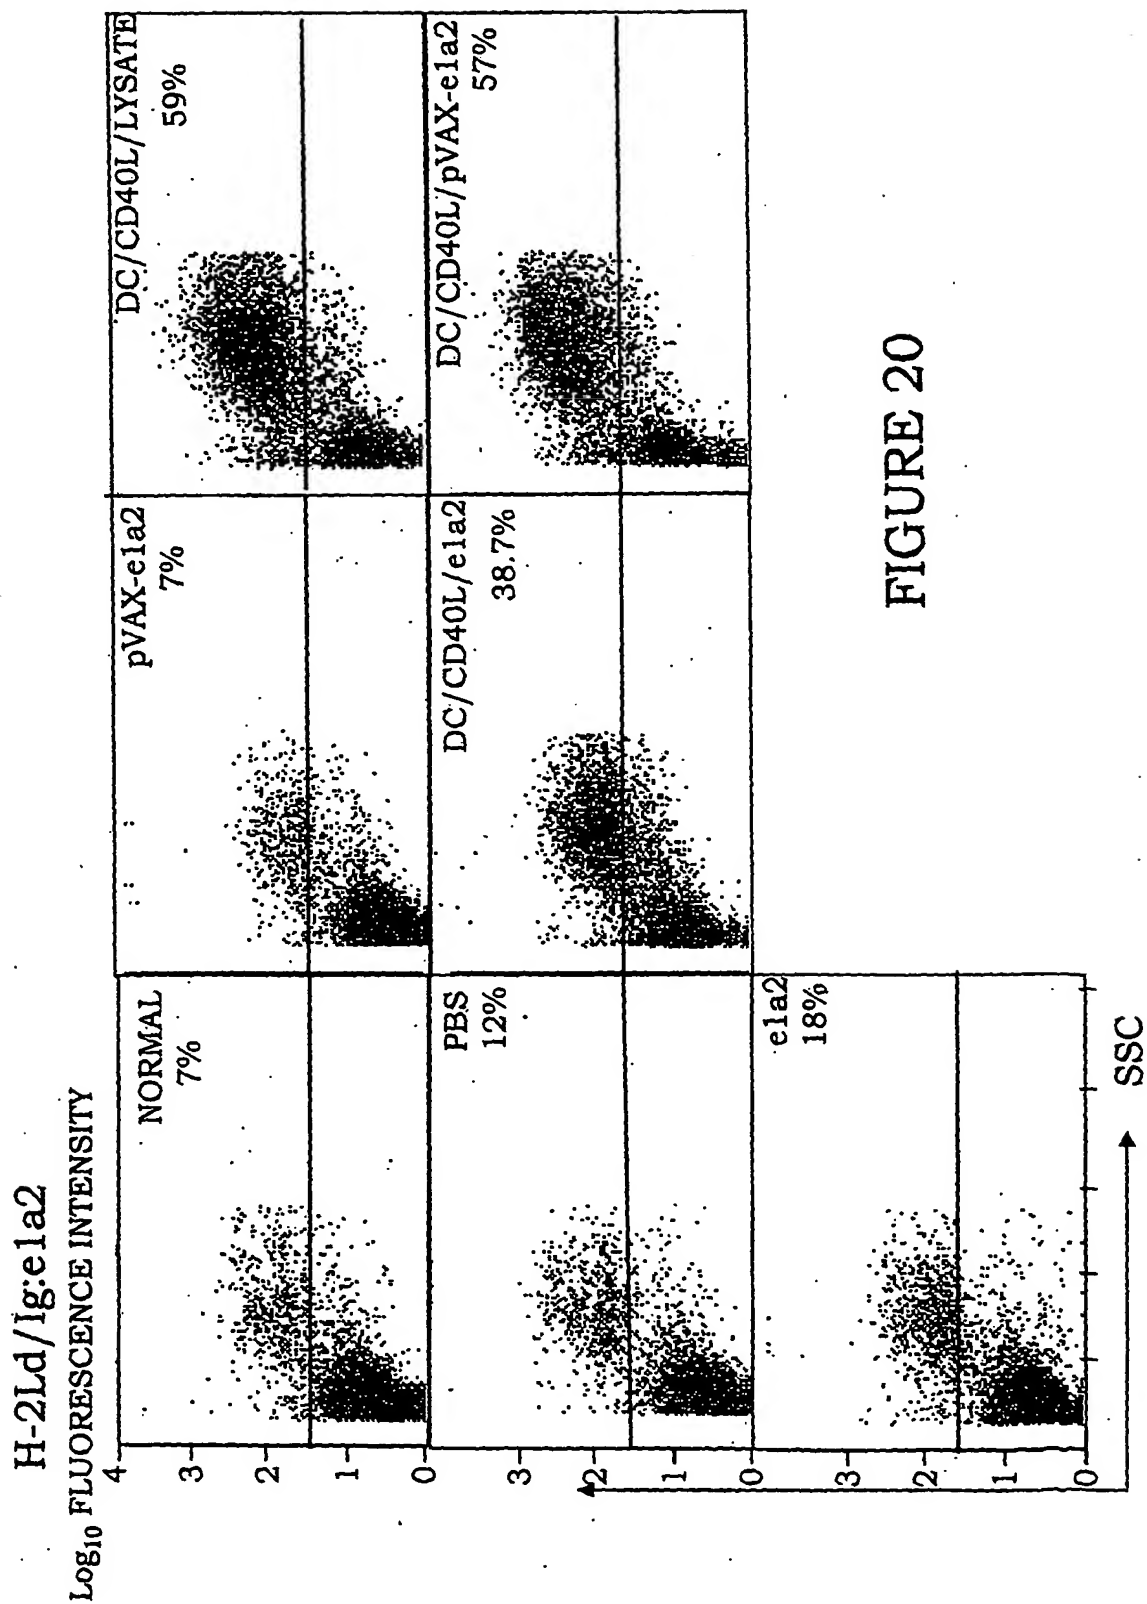 H-2Ld/Ig:e1a2
Log10 FLUORESCENCE INTENSITY
NORMAL
7%
pVAX-e1a2
7%
DC/CD40L/LYSATE
59%
4
3
2
1
0
PBS
12%
DC/CD40L/e1a2
38.7%
DC/CD40L/pVAX-e1a2
57%
3
2
1
0
e1a2
18%
3
2
1
0
SSC
FIGURE 20